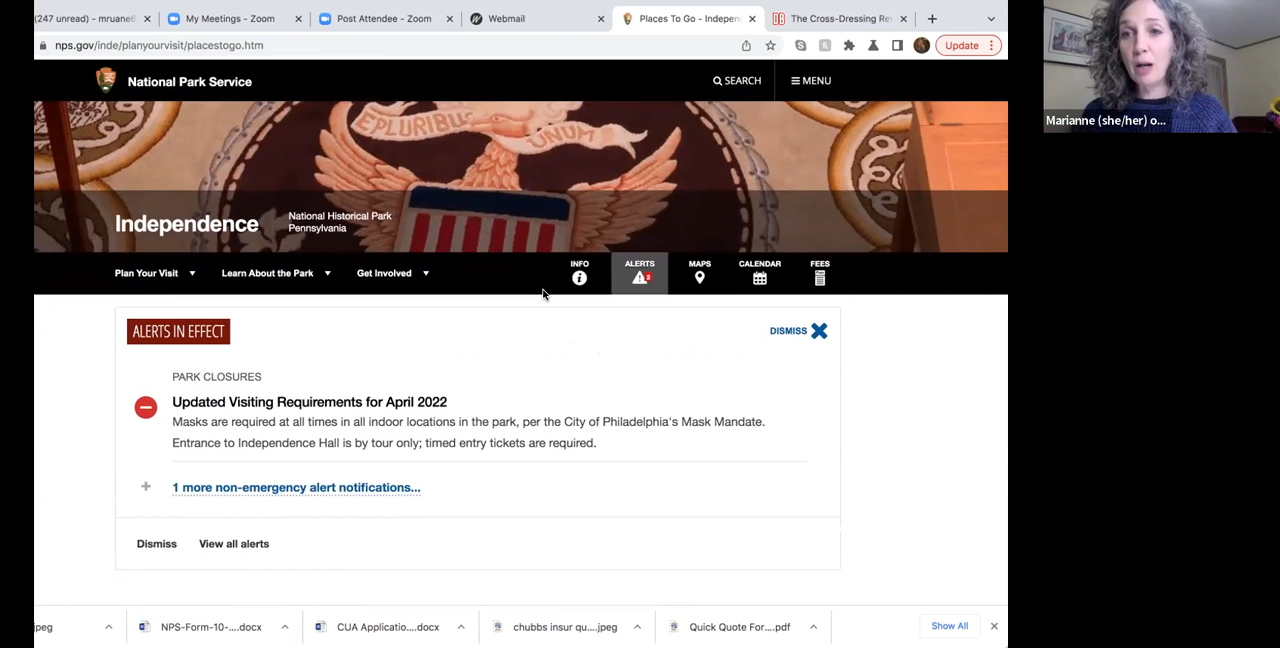 (247 unread) - mruane6
My Meetings - Zoom
Post Attendee - Zoom
Webmail
Places To Go - Indepen
The Cross-Dressing Re
nps.gov/inde/planyourvisit/placestogo.htm
Update
National Park Service
SEARCH
MENU
E PLURIBUS UNUM
Independence
National Historical Park
Pennsylvania
Plan Your Visit
Learn About the Park
Get Involved
INFO
ALERTS
2
MAPS
CALENDAR
FEES
ALERTS IN EFFECT
DISMISS
PARK CLOSURES
Updated Visiting Requirements for April 2022
Masks are required at all times in all indoor locations in the park, per the City of Philadelphia's Mask Mandate.
Entrance to Independence Hall is by tour only; timed entry tickets are required.
1 more non-emergency alert notifications...
Dismiss
View all alerts
jpeg
NPS-Form-10-....docx
CUA Applicatio....docx
chubbs insur qu....jpeg
Quick Quote For....pdf
Show All
Marianne (she/her) o...